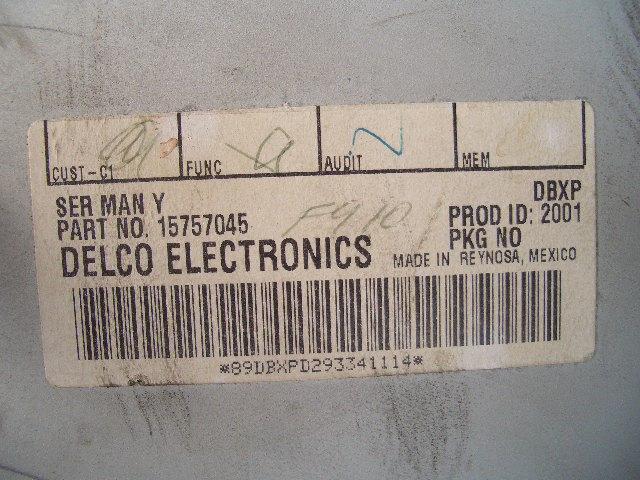 CUST-C1 FUNC AUDIT MEM
SER MAN Y DBXP
PART NO. 15757045 PROD ID: 2001
F910 PKG NO
DELCO ELECTRONICS MADE IN REYNOSA, MEXICO
*89DBXPD293341114*